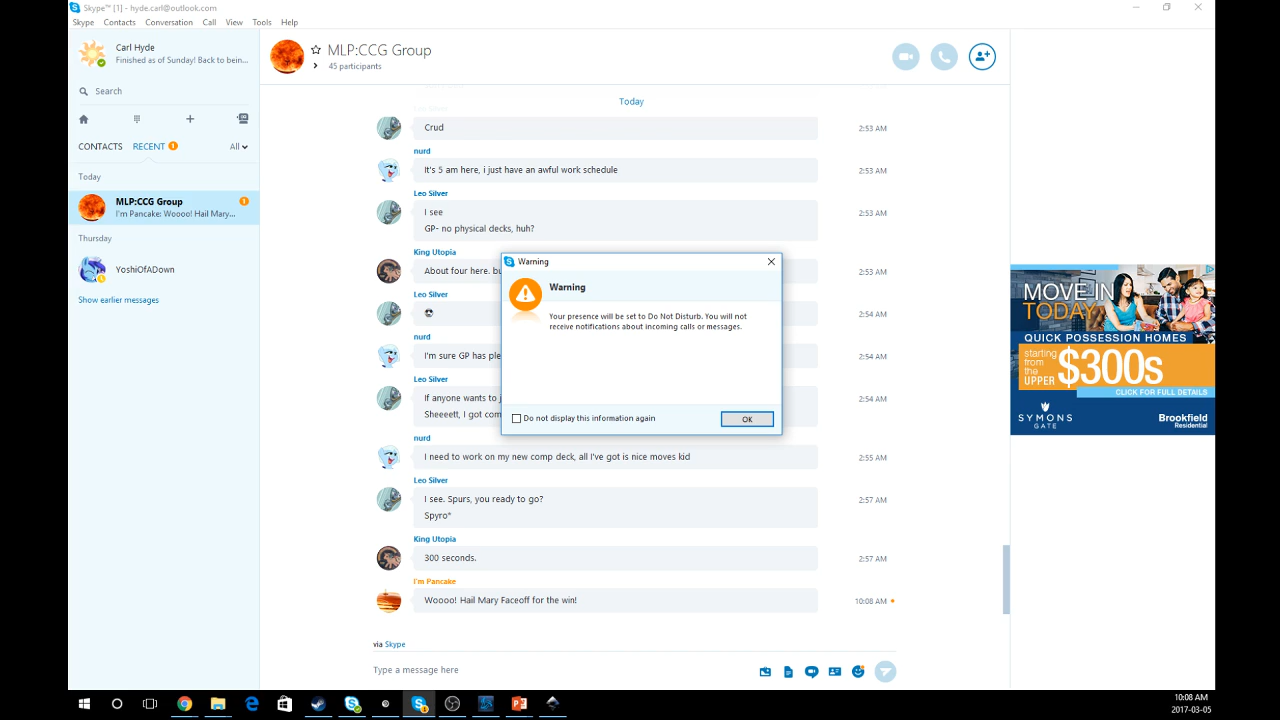 Skype™ [1] - hyde.carl@outlook.com
Skype Contacts Conversation Call View Tools Help
Carl Hyde
Finished as of Sunday! Back to bein...
Search
CONTACTS RECENT 1 All
Today
MLP:CCG Group 1
I'm Pancake: Woooo! Hail Mary...
Thursday
YoshiOfADown
Show earlier messages
MLP:CCG Group
45 participants
Today
Crud 2:53 AM
nurd
It's 5 am here, i just have an awful work schedule 2:53 AM
Leo Silver
I see 2:53 AM
GP- no physical decks, huh?
King Utopia
About four here. bu 2:53 AM
Leo Silver
2:54 AM
nurd
I'm sure GP has ple 2:54 AM
Leo Silver
If anyone wants to j 2:54 AM
Sheeeett, I got com
nurd
I need to work on my new comp deck, all I've got is nice moves kid 2:55 AM
Leo Silver
I see. Spurs, you ready to go? 2:57 AM
Spyro*
King Utopia
300 seconds. 2:57 AM
I'm Pancake
Woooo! Hail Mary Faceoff for the win! 10:08 AM
via Skype
Type a message here
Warning
Warning
Your presence will be set to Do Not Disturb. You will not
receive notifications about incoming calls or messages.
Do not display this information again OK
MOVE IN
TODAY
QUICK POSSESSION HOMES
starting
from
the
UPPER
$300s
CLICK FOR FULL DETAILS
SYMONS
GATE
Brookfield
Residential
10:08 AM
2017-03-05